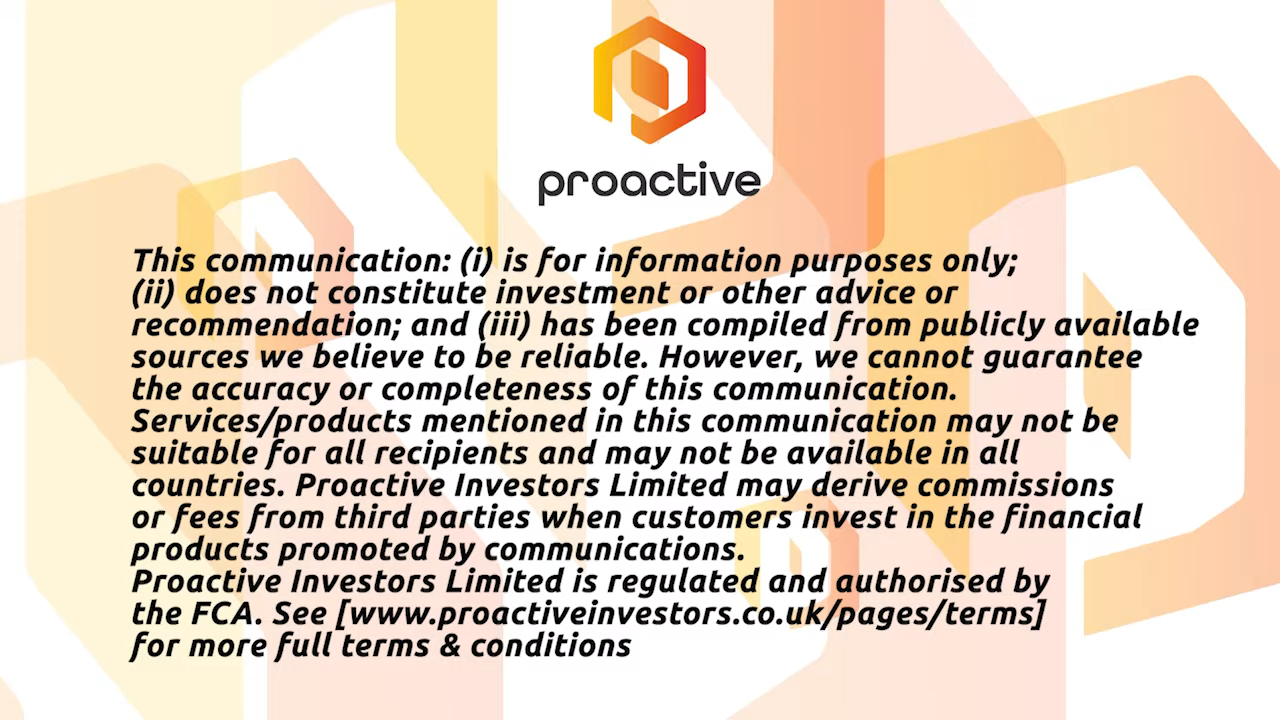 proactive
This communication: (i) is for information purposes only;
(ii) does not constitute investment or other advice or
recommendation; and (iii) has been compiled from publicly available
sources we believe to be reliable. However, we cannot guarantee
the accuracy or completeness of this communication.
Services/products mentioned in this communication may not be
suitable for all recipients and may not be available in all
countries. Proactive Investors Limited may derive commissions
or fees from third parties when customers invest in the financial
products promoted by communications.
Proactive Investors Limited is regulated and authorised by
the FCA. See [www.proactiveinvestors.co.uk/pages/terms]
for more full terms & conditions